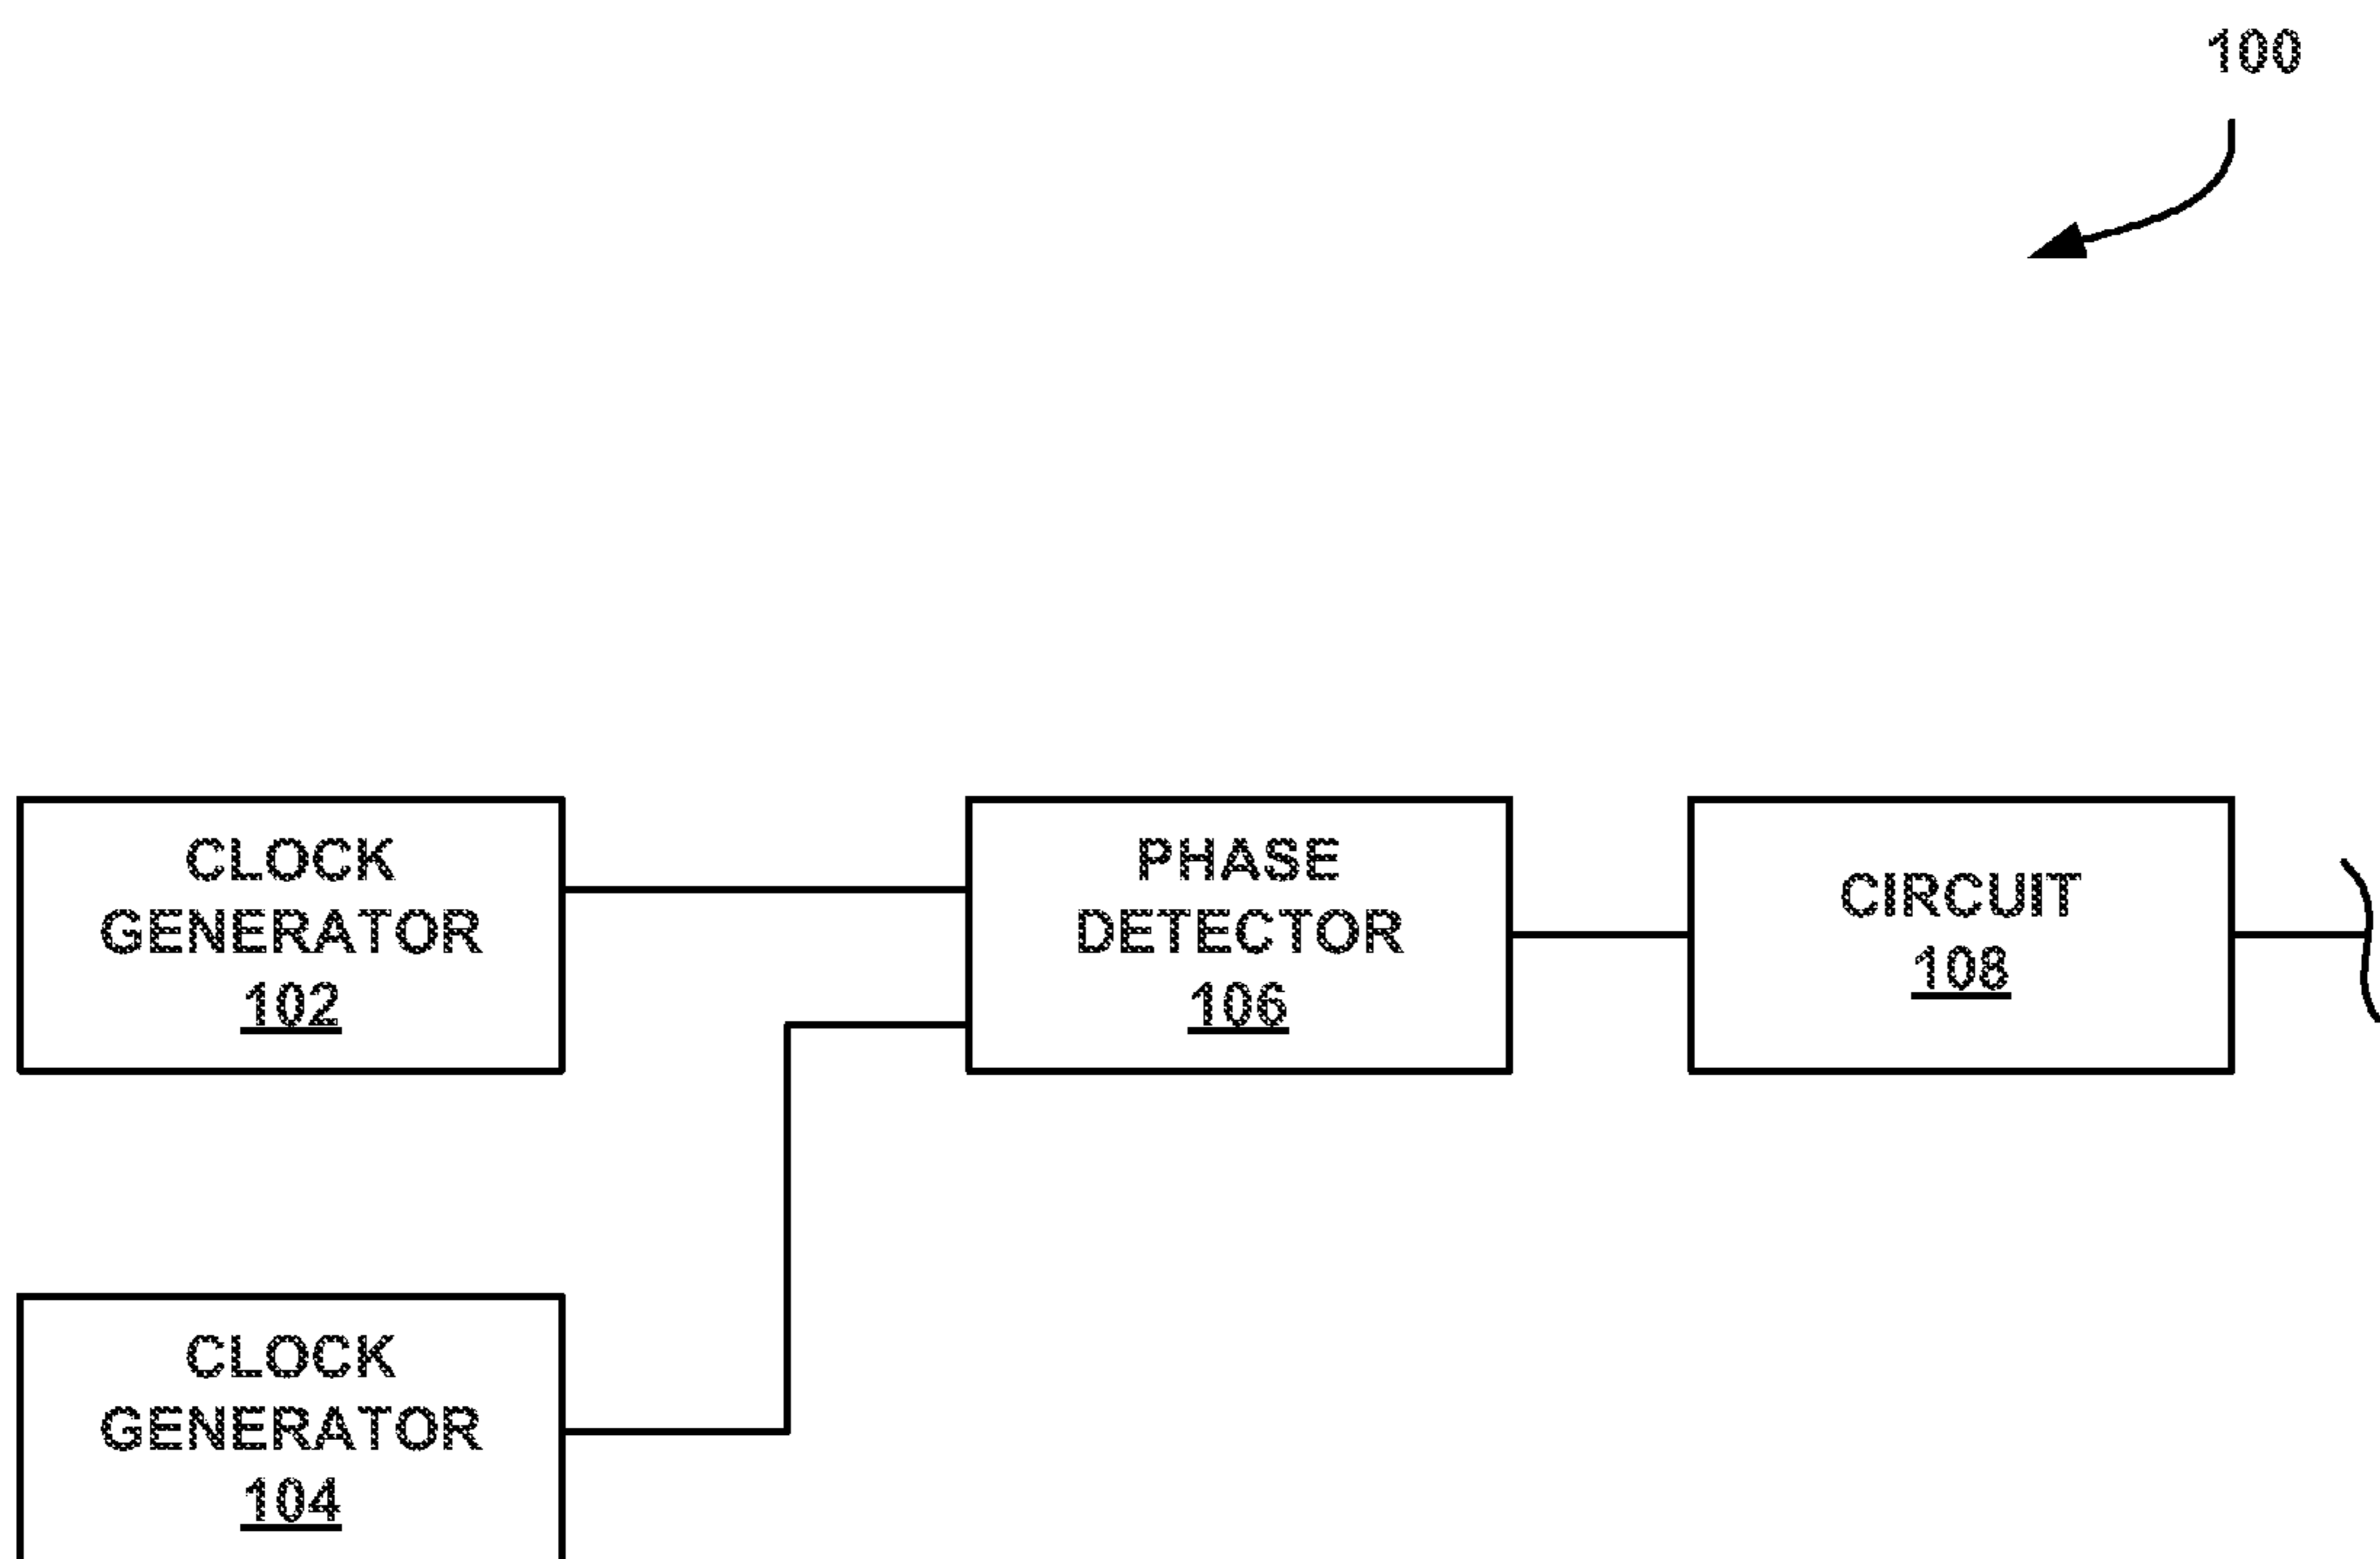 100
CLOCK
GENERATOR
102
PHASE
DETECTOR
106
CIRCUIT
108
CLOCK
GENERATOR
104